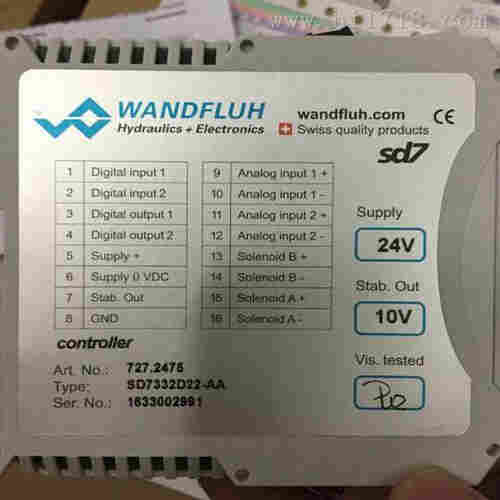 WANDFLUH
Hydraulics + Electronics
wandfluh.com
Swiss quality products
CE
sd7
1 Digital input 1
2 Digital input 2
3 Digital output 1
4 Digital output 2
5 Supply +
6 Supply 0 VDC
7 Stab. Out
8 GND
9 Analog input 1 +
10 Analog input 1 -
11 Analog input 2 +
12 Analog input 2 -
13 Solenoid B +
14 Solenoid B -
15 Solenoid A +
16 Solenoid A -
Supply
24V
Stab. Out
10V
Vis. tested
controller
Art. No.: 727.2475
Type: SD7332D22-AA
Ser. No.: 1633002991